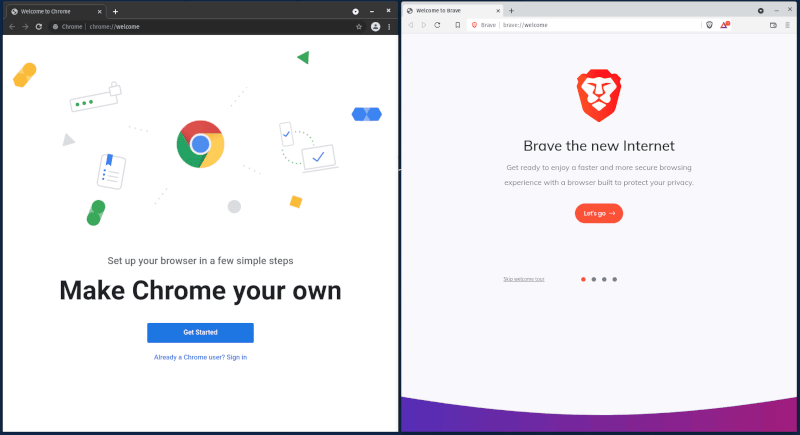 Welcome to Chrome
Chrome | chrome://welcome
Set up your browser in a few simple steps
Make Chrome your own
Get Started
Already a Chrome user? Sign in
Welcome to Brave
Brave | brave://welcome
Brave the new Internet
Get ready to enjoy a faster and more secure browsing
experience with a browser built to protect your privacy.
Let's go
Skip welcome tour